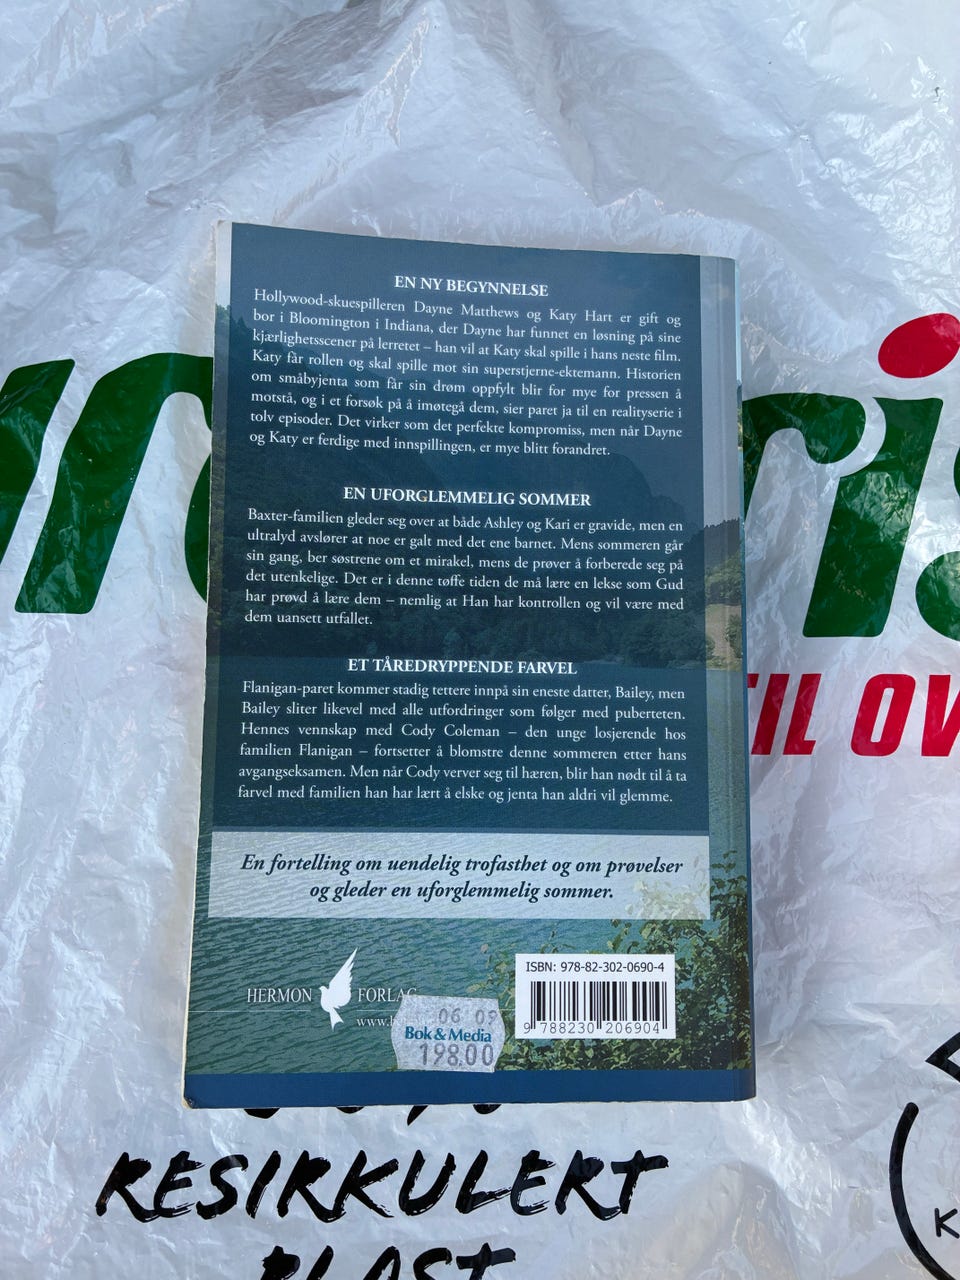 EN NY BEGYNNELSE
Hollywood-skuespilleren Dayne Matthews og Katy Hart er gift og
bor i Bloomington i Indiana, der Dayne har funnet en løsning på sine
kjærlighetsscener på lerretet – han vil at Katy skal spille i hans neste film.
Katy får rollen og skal spille mot sin superstjerne-ektemann. Historien
om småbyjenta som får sin drøm oppfylt blir for mye for pressen å
motstå, og i et forsøk på å imøtegå dem, sier paret ja til en realityserie i
tolv episoder. Det virker som det perfekte kompromiss, men når Dayne
og Katy er ferdige med innspillingen, er mye blitt forandret.
EN UFORGLEMMELIG SOMMER
Baxter-familien gleder seg over at både Ashley og Kari er gravide, men en
ultralyd avslører at noe er galt med det ene barnet. Mens sommeren går
sin gang, ber søstrene om et mirakel, mens de prøver å forberede seg på
det utenkelige. Det er i denne tøffe tiden de må lære en lekse som Gud
har prøvd å lære dem – nemlig at Han har kontrollen og vil være med
dem uansett utfallet.
ET TÅREDRYPPENDE FARVEL
Flanigan-paret kommer stadig tettere innpå sin eneste datter, Bailey, men
Bailey sliter likevel med alle utfordringer som følger med puberteten.
Hennes vennskap med Cody Coleman – den unge losjerende hos
familien Flanigan – fortsetter å blomstre denne sommeren etter hans
avgangseksamen. Men når Cody verver seg til hæren, blir han nødt til å ta
farvel med familien han har lært å elske og jenta han aldri vil glemme.
En fortelling om uendelig trofasthet og om prøvelser
og gleder en uforglemmelig sommer.
ISBN: 978-82-302-0690-4
9 788230 206904
HERMON FORLAG
www.
06 09
Bok & Media
198.00
TIL OV
RESIRKULERT
PLAST
K